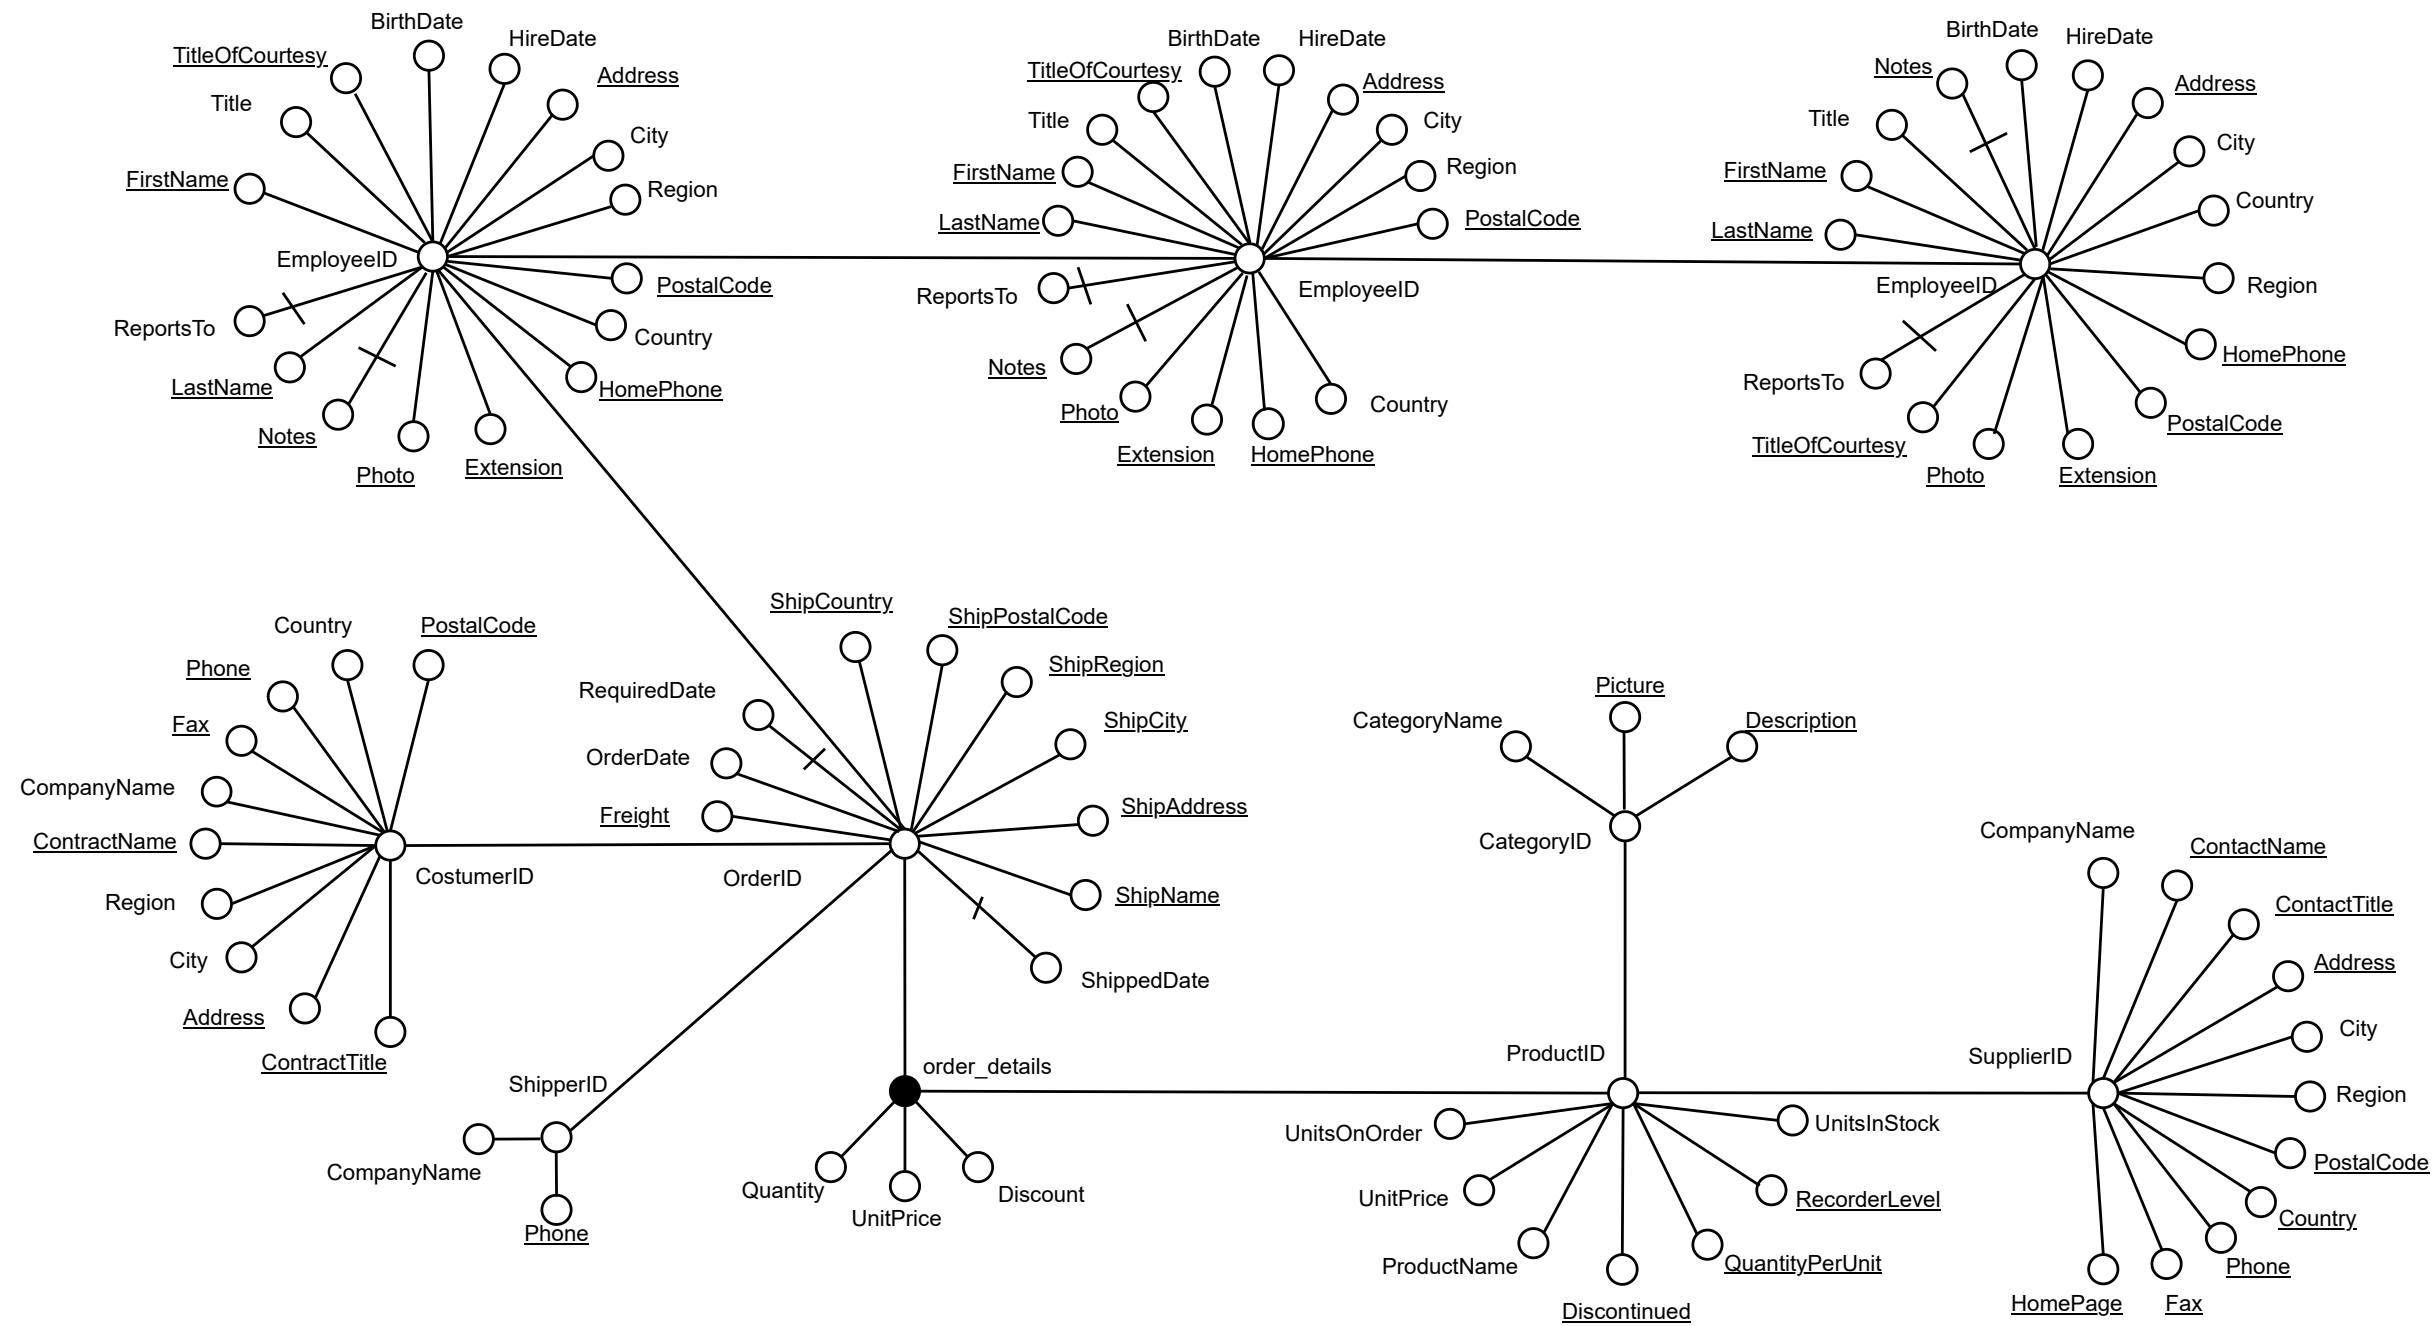 BirthDate
HireDate
TitleOfCourtesy
Address
Title
City
FirstName
Region
EmployeeID
PostalCode
ReportsTo
Country
LastName
HomePhone
Notes
Photo
Extension
BirthDate
HireDate
TitleOfCourtesy
Address
Title
City
FirstName
Region
LastName
PostalCode
ReportsTo
EmployeeID
Notes
Photo
Country
Extension
HomePhone
BirthDate
HireDate
Notes
Address
Title
City
FirstName
Country
LastName
EmployeeID
Region
ReportsTo
HomePhone
TitleOfCourtesy
PostalCode
Photo
Extension
Country
PostalCode
Phone
Fax
CompanyName
ContractName
CostumerID
Region
City
Address
ContractTitle
ShipCountry
ShipPostalCode
ShipRegion
RequiredDate
ShipCity
OrderDate
Freight
ShipAddress
OrderID
ShipName
ShippedDate
ShipperID
CompanyName
Phone
order_details
Quantity
UnitPrice
Discount
Picture
CategoryName
Description
CategoryID
ProductID
UnitsOnOrder
UnitsInStock
UnitPrice
RecorderLevel
ProductName
QuantityPerUnit
Discontinued
CompanyName
ContactName
ContactTitle
Address
City
SupplierID
Region
PostalCode
Country
Phone
HomePage
Fax